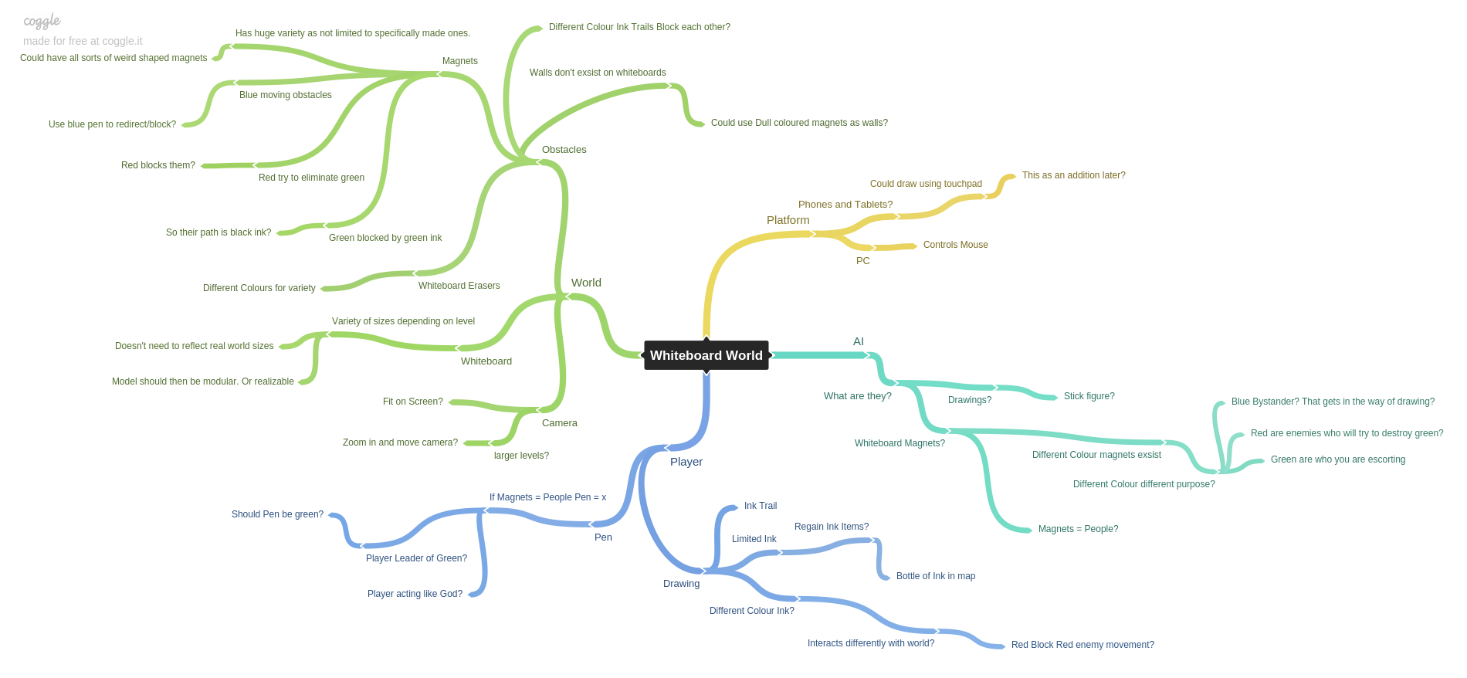 coggle
made for free at coggle.it
Has huge variety as not limited to specifically made ones.
Could have all sorts of weird shaped magnets
Magnets
Blue moving obstacles
Use blue pen to redirect/block?
Red blocks them?
Red try to eliminate green
So their path is black ink?
Green blocked by green ink
Different Colour Ink Trails Block each other?
Walls don't exsist on whiteboards
Could use Dull coloured magnets as walls?
Obstacles
Whiteboard Erasers
Different Colours for variety
World
Variety of sizes depending on level
Doesn't need to reflect real world sizes
Model should then be modular. Or realizable
Whiteboard
Fit on Screen?
Camera
Zoom in and move camera?
larger levels?
Whiteboard World
Platform
Phones and Tablets?
Could draw using touchpad
This as an addition later?
PC
Controls Mouse
AI
What are they?
Drawings?
Stick figure?
Whiteboard Magnets?
Different Colour magnets exsist
Different Colour different purpose?
Blue Bystander? That gets in the way of drawing?
Red are enemies who will try to destroy green?
Green are who you are escorting
Magnets = People?
Player
If Magnets = People Pen = x
Pen
Should Pen be green?
Player Leader of Green?
Player acting like God?
Drawing
Ink Trail
Limited Ink
Regain Ink Items?
Bottle of Ink in map
Different Colour Ink?
Interacts differently with world?
Red Block Red enemy movement?